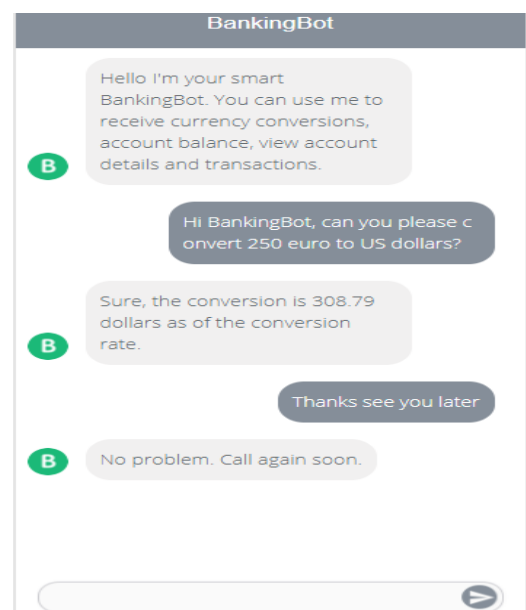 BankingBot
Hello I'm your smart
BankingBot. You can use me to
receive currency conversions,
account balance, view account
details and transactions.
B
Hi BankingBot, can you please c
onvert 250 euro to US dollars?
Sure, the conversion is 308.79
dollars as of the conversion
rate.
B
Thanks see you later
B
No problem. Call again soon.